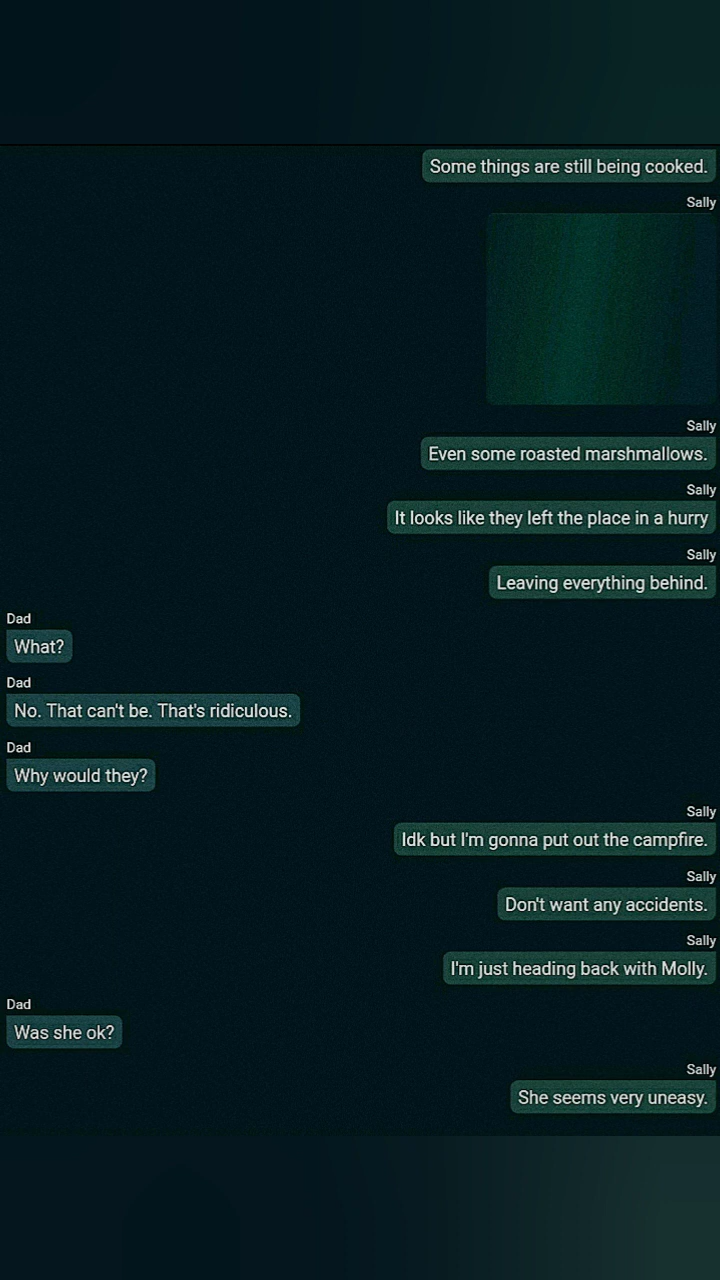 Some things are still being cooked.
Sally
Sally
Even some roasted marshmallows.
Sally
It looks like they left the place in a hurry
Sally
Leaving everything behind.
Dad
What?
Dad
No. That can't be. That's ridiculous.
Dad
Why would they?
Sally
Idk but I'm gonna put out the campfire.
Sally
Don't want any accidents.
Sally
I'm just heading back with Molly.
Dad
Was she ok?
Sally
She seems very uneasy.